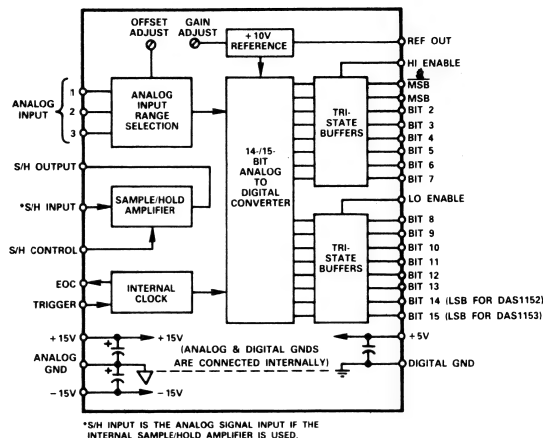 OFFSET
ADJUST
GAIN
ADJUST
+10V
REFERENCE
REF OUT
HI ENABLE
MSB
MSB
BIT 2
BIT 3
BIT 4
BIT 5
BIT 6
BIT 7
ANALOG
INPUT
1
2
3
ANALOG
INPUT
RANGE
SELECTION
14-/15-
BIT
ANALOG
TO
DIGITAL
CONVERTER
TRI-
STATE
BUFFERS
S/H OUTPUT
*S/H INPUT
SAMPLE/HOLD
AMPLIFIER
S/H CONTROL
LO ENABLE
BIT 8
BIT 9
BIT 10
BIT 11
BIT 12
BIT 13
BIT 14 (LSB FOR DAS1152)
BIT 15 (LSB FOR DAS1153)
TRI-
STATE
BUFFERS
EOC
TRIGGER
INTERNAL
CLOCK
+15V
+15V
+5V
ANALOG
GND
(ANALOG & DIGITAL GNDS
ARE CONNECTED INTERNALLY)
DIGITAL GND
-15V
-15V
*S/H INPUT IS THE ANALOG SIGNAL INPUT IF THE
INTERNAL SAMPLE/HOLD AMPLIFIER IS USED.